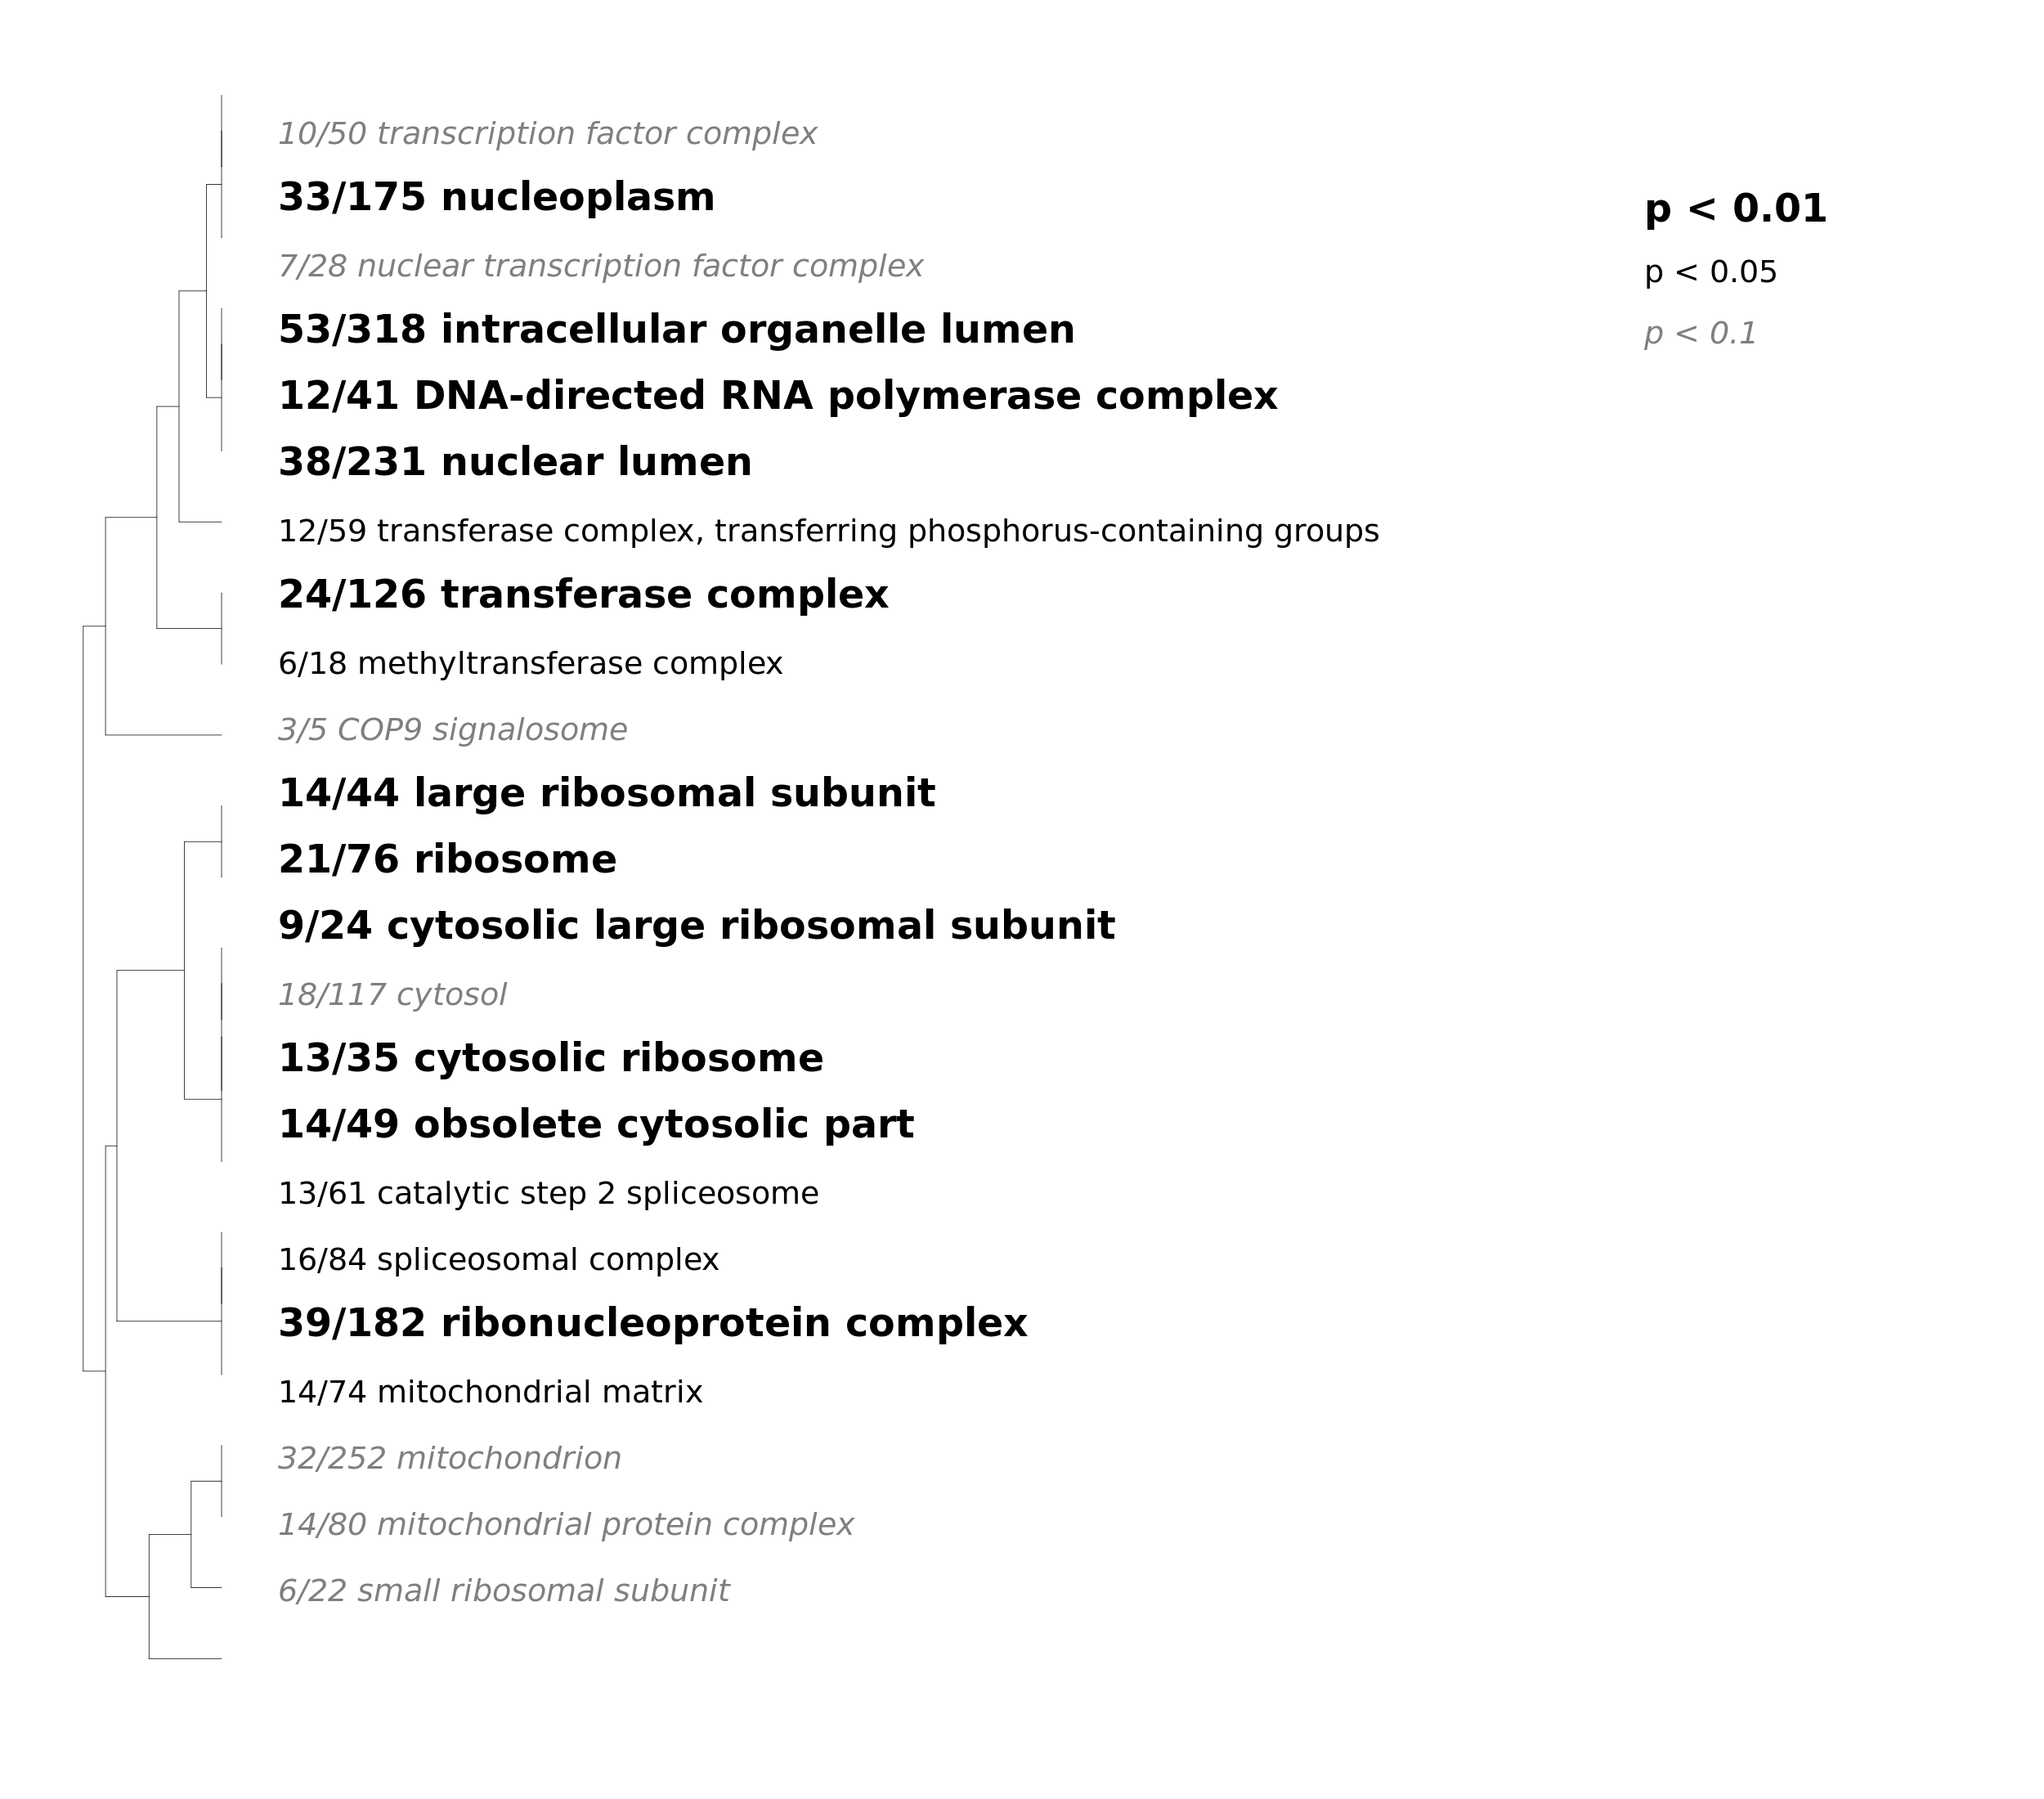 10/50 transcription factor complex
33/175 nucleoplasm
7/28 nuclear transcription factor complex
53/318 intracellular organelle lumen
12/41 DNA-directed RNA polymerase complex
38/231 nuclear lumen
12/59 transferase complex, transferring phosphorus-containing groups
24/126 transferase complex
6/18 methyltransferase complex
3/5 COP9 signalosome
14/44 large ribosomal subunit
21/76 ribosome
9/24 cytosolic large ribosomal subunit
18/117 cytosol
13/35 cytosolic ribosome
14/49 obsolete cytosolic part
13/61 catalytic step 2 spliceosome
16/84 spliceosomal complex
39/182 ribonucleoprotein complex
14/74 mitochondrial matrix
32/252 mitochondrion
14/80 mitochondrial protein complex
6/22 small ribosomal subunit
p < 0.01
p < 0.05
p < 0.1